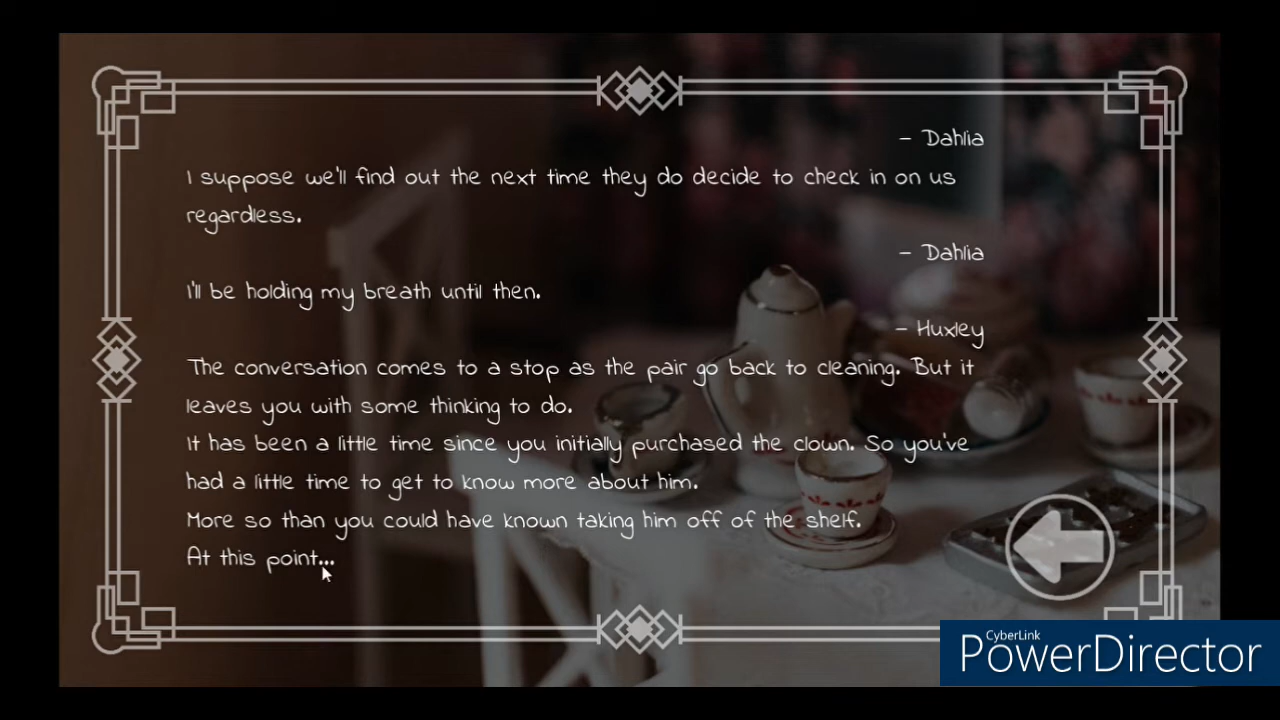 – Dahlia
I suppose we'll find out the next time they do decide to check in on us
regardless.
– Dahlia
I'll be holding my breath until then.
– Huxley
The conversation comes to a stop as the pair go back to cleaning. But it
leaves you with some thinking to do.
It has been a little time since you initially purchased the clown. So you've
had a little time to get to know more about him.
More so than you could have known taking him off of the shelf.
At this point...
CyberLink
PowerDirector